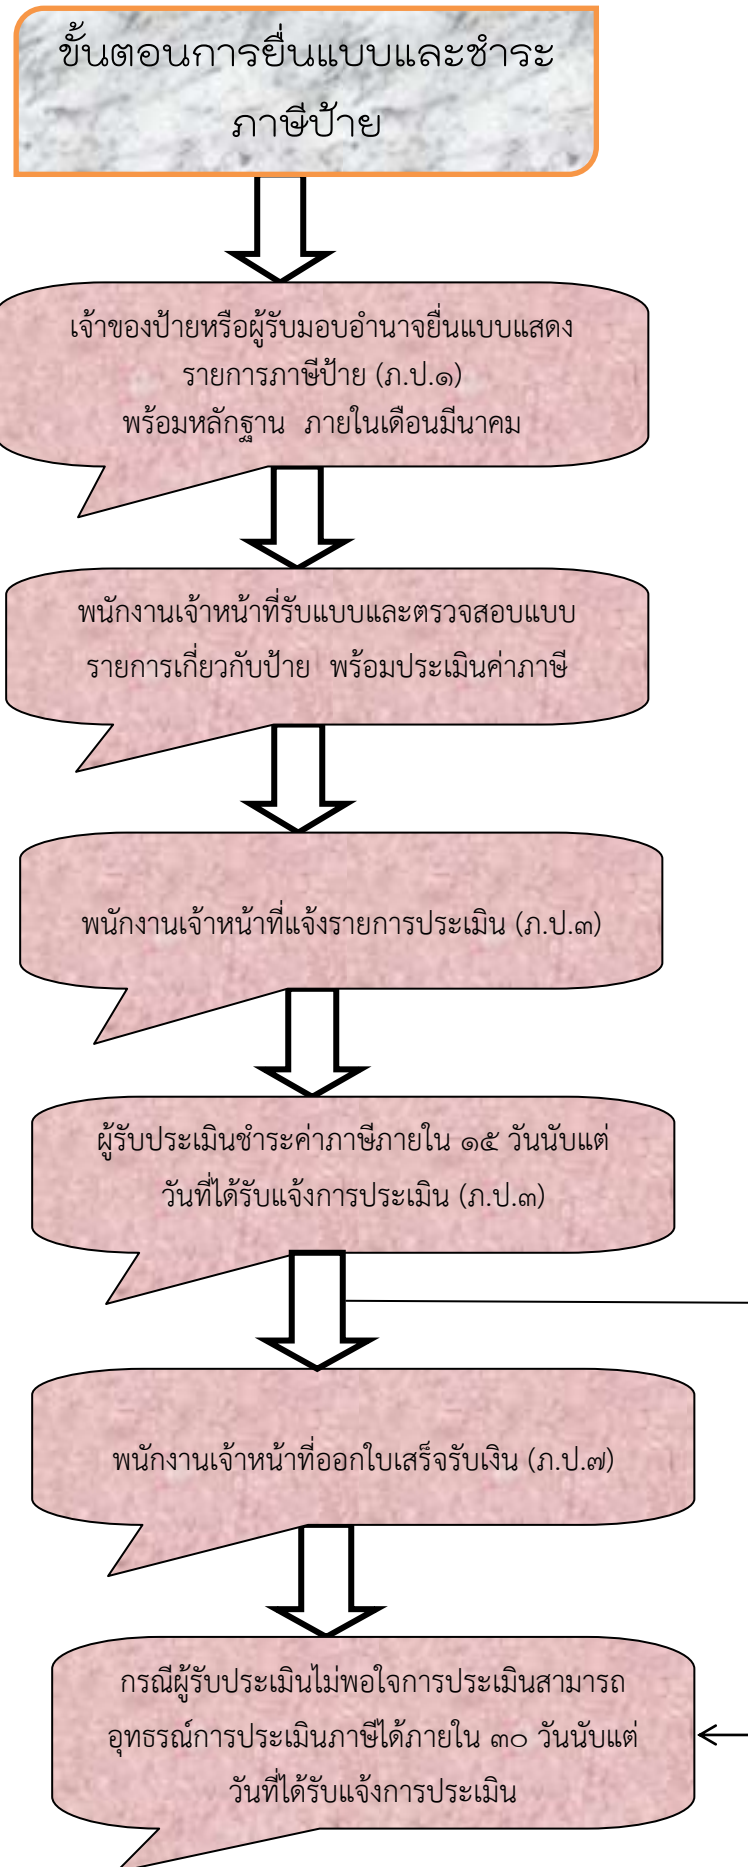 ขั้นตอนการยื่นแบบและชำระ
ภาษีป้าย
เจ้าของป้ายหรือผู้รับมอบอำนาจยื่นแบบแสดง
รายการภาษีป้าย (ภ.ป.๑)
พร้อมหลักฐาน ภายในเดือนมีนาคม
พนักงานเจ้าหน้าที่รับแบบและตรวจสอบแบบ
รายการเกี่ยวกับป้าย พร้อมประเมินค่าภาษี
พนักงานเจ้าหน้าที่แจ้งรายการประเมิน (ภ.ป.๓)
ผู้รับประเมินชำระค่าภาษีภายใน ๑๕ วันนับแต่
วันที่ได้รับแจ้งการประเมิน (ภ.ป.๓)
พนักงานเจ้าหน้าที่ออกใบเสร็จรับเงิน (ภ.ป.๗)
กรณีผู้รับประเมินไม่พอใจการประเมินสามารถ
อุทธรณ์การประเมินภาษีได้ภายใน ๓๐ วันนับแต่
วันที่ได้รับแจ้งการประเมิน